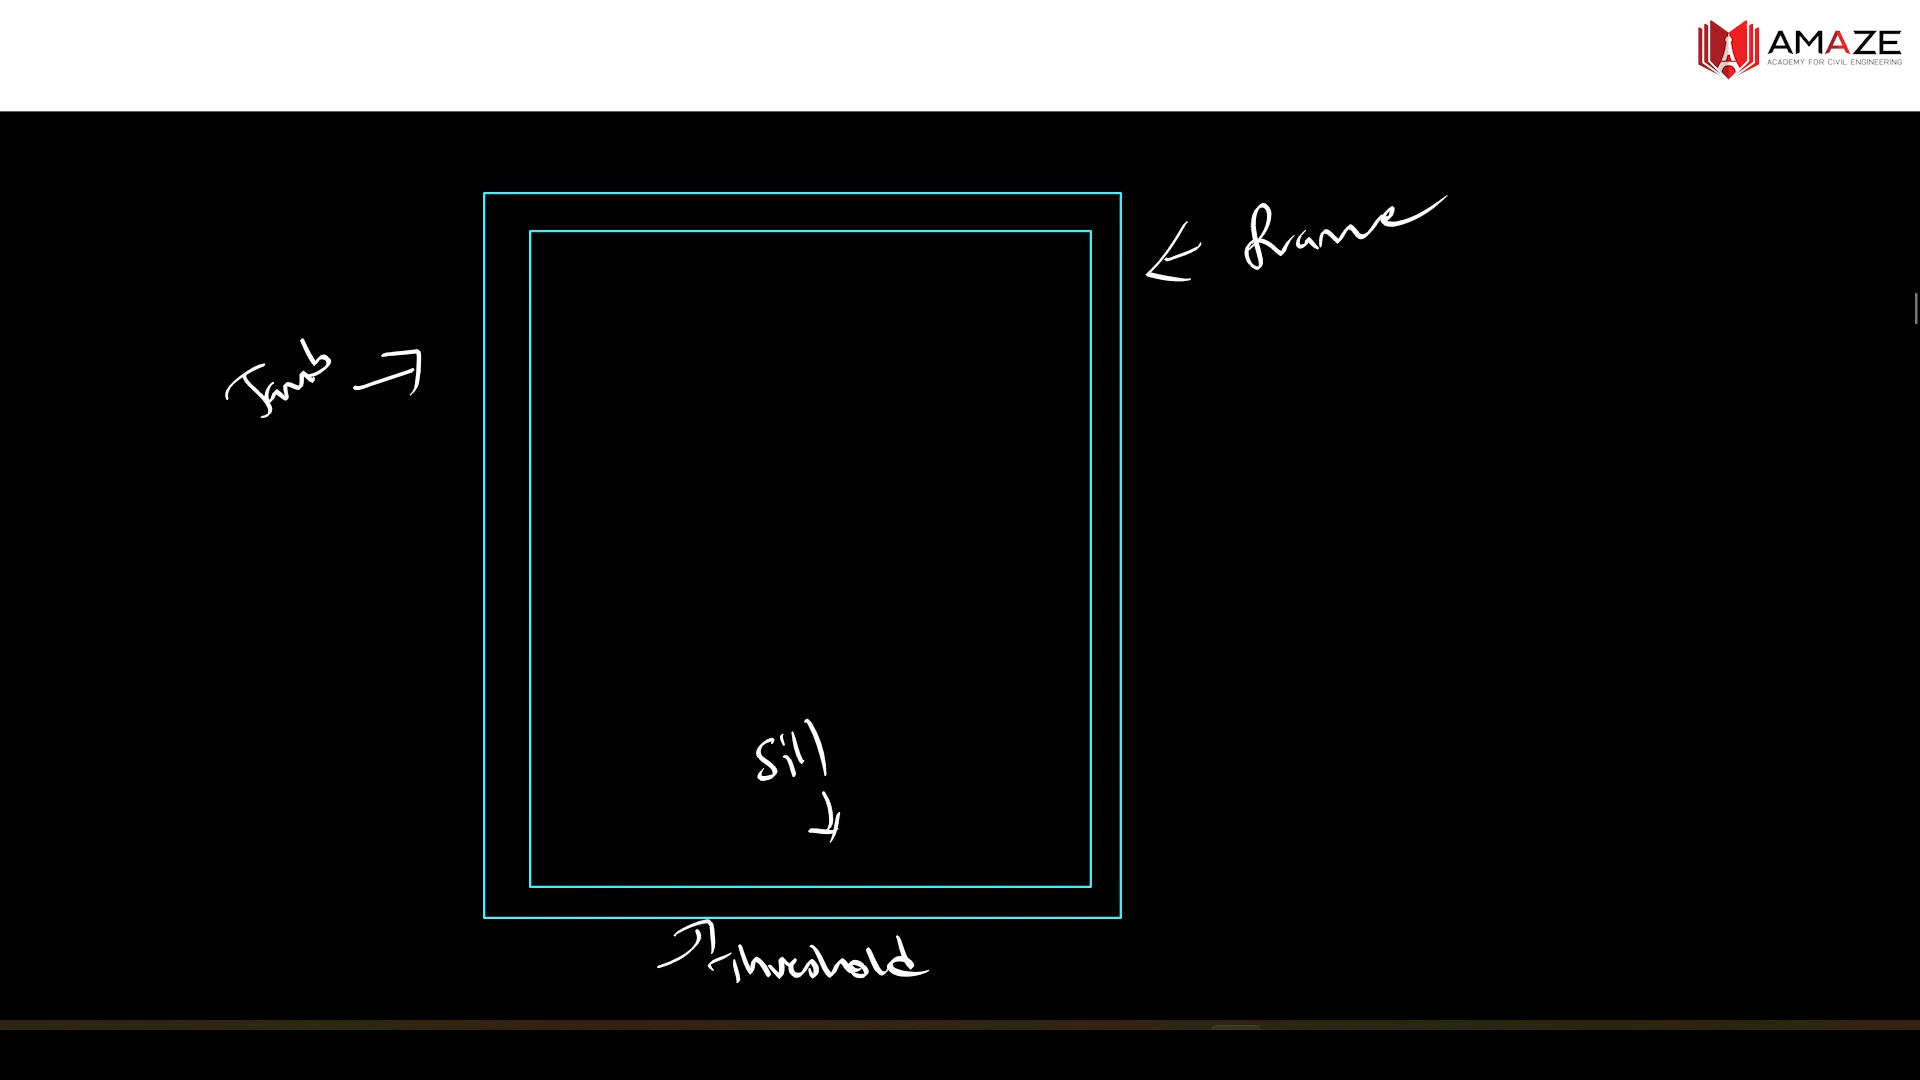 AMAZE
ACADEMY FOR CIVIL ENGINEERING
frame
Jamb
Sill
Threshold